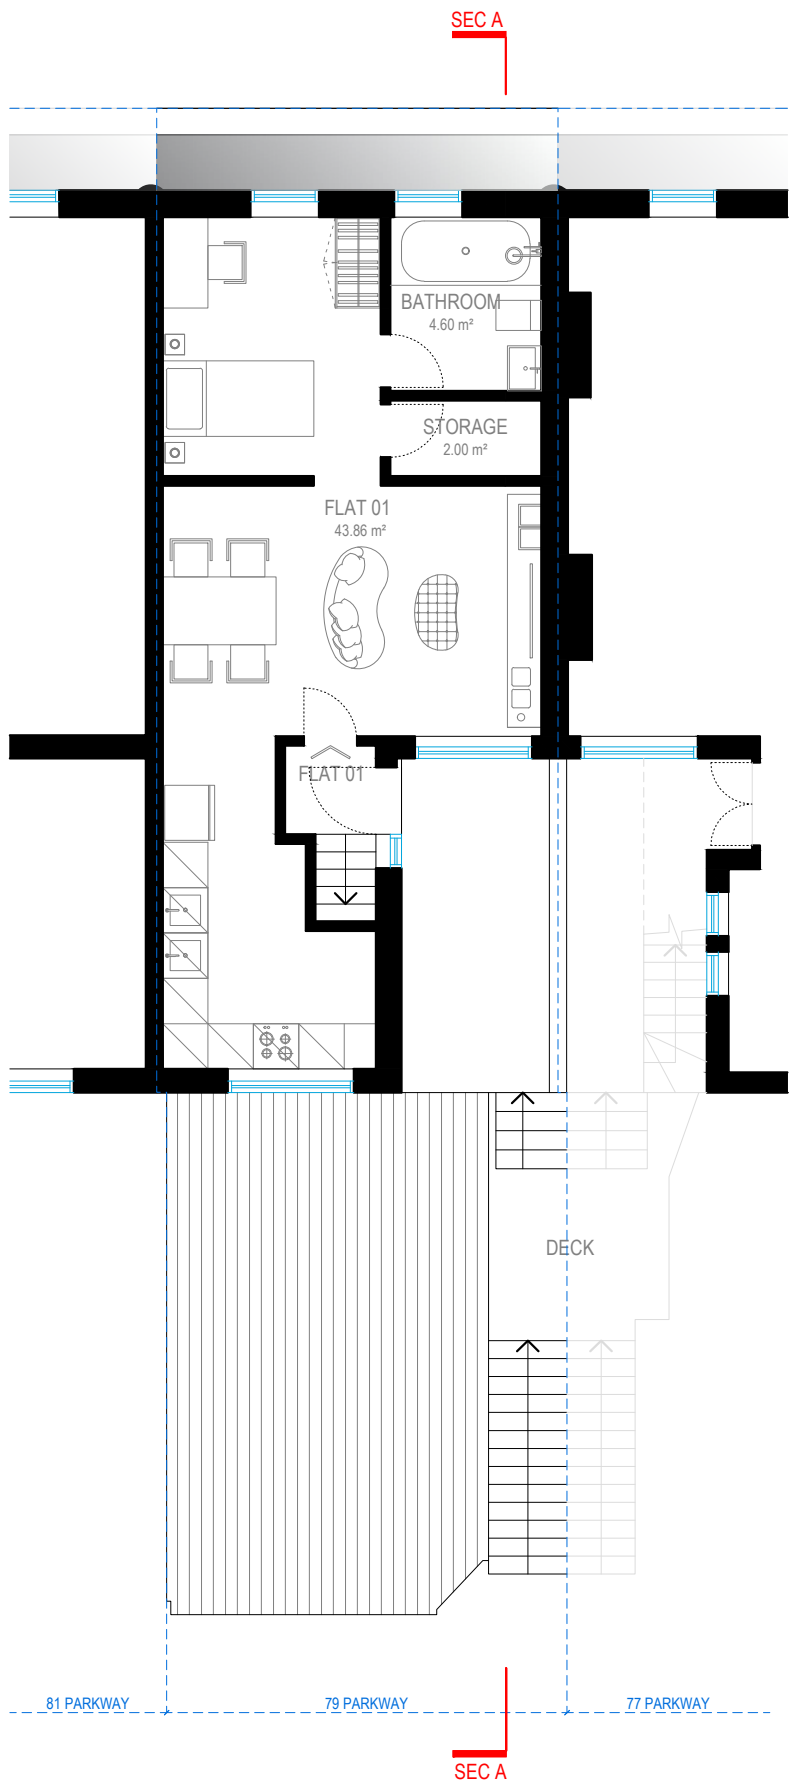 SEC A
BATHROOM
4.60 m²
STORAGE
2.00 m²
FLAT 01
43.86 m²
FLAT 01
DECK
81 PARKWAY
79 PARKWAY
77 PARKWAY
SEC A